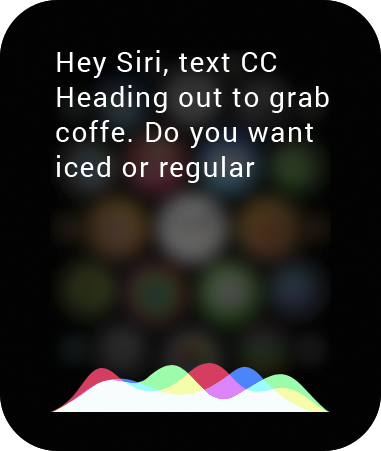 Hey Siri, text CC
Heading out to grab
coffe. Do you want
iced or regular